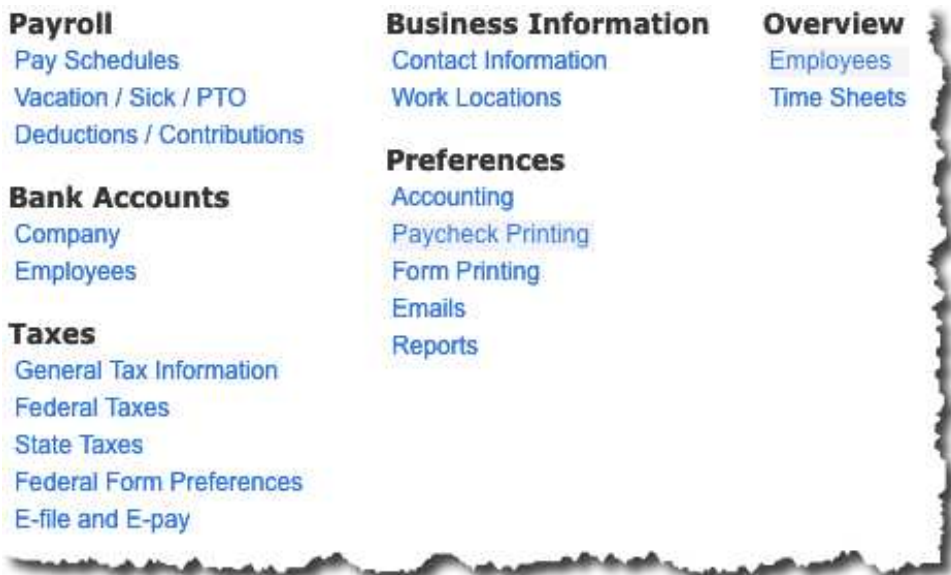 Payroll
Pay Schedules
Vacation / Sick / PTO
Deductions / Contributions
Bank Accounts
Company
Employees
Taxes
General Tax Information
Federal Taxes
State Taxes
Federal Form Preferences
E-file and E-pay
Business Information
Contact Information
Work Locations
Preferences
Accounting
Paycheck Printing
Form Printing
Emails
Reports
Overview
Employees
Time Sheets